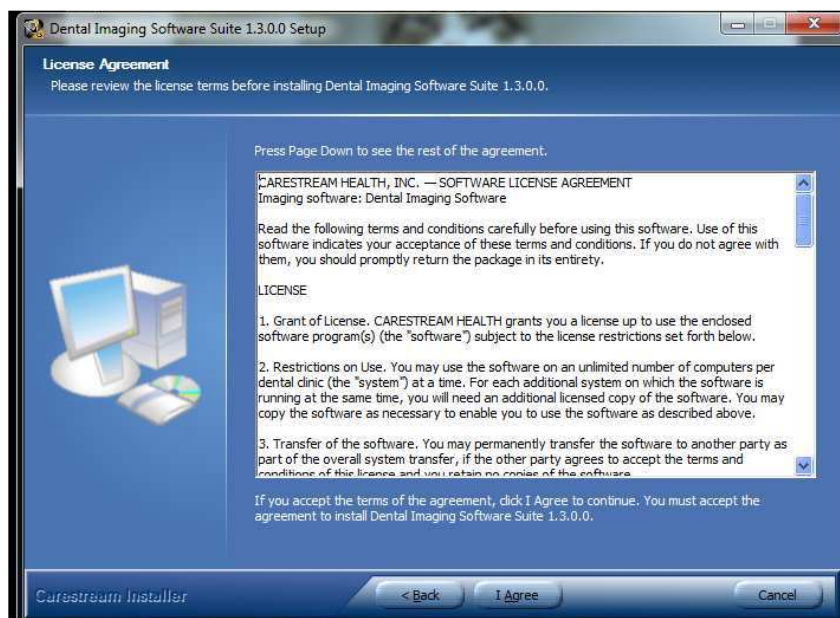 Dental Imaging Software Suite 1.3.0.0 Setup
License Agreement
Please review the license terms before installing Dental Imaging Software Suite 1.3.0.0.
Press Page Down to see the rest of the agreement.
CARESTREAM HEALTH, INC. — SOFTWARE LICENSE AGREEMENT
Imaging software: Dental Imaging Software
Read the following terms and conditions carefully before using this software. Use of this
software indicates your acceptance of these terms and conditions. If you do not agree with
them, you should promptly return the package in its entirety.
LICENSE
1. Grant of License. CARESTREAM HEALTH grants you a license up to use the enclosed
software program(s) (the "software") subject to the license restrictions set forth below.
2. Restrictions on Use. You may use the software on an unlimited number of computers per
dental clinic (the "system") at a time. For each additional system on which the software is
running at the same time, you will need an additional licensed copy of the software. You may
copy the software as necessary to enable you to use the software as described above.
3. Transfer of the software. You may permanently transfer the software to another party as
part of the overall system transfer, if the other party agrees to accept the terms and
conditions of this license and you retain no copies of the software.
If you accept the terms of the agreement, click I Agree to continue. You must accept the
agreement to install Dental Imaging Software Suite 1.3.0.0.
Carestream Installer
< Back
I Agree
Cancel